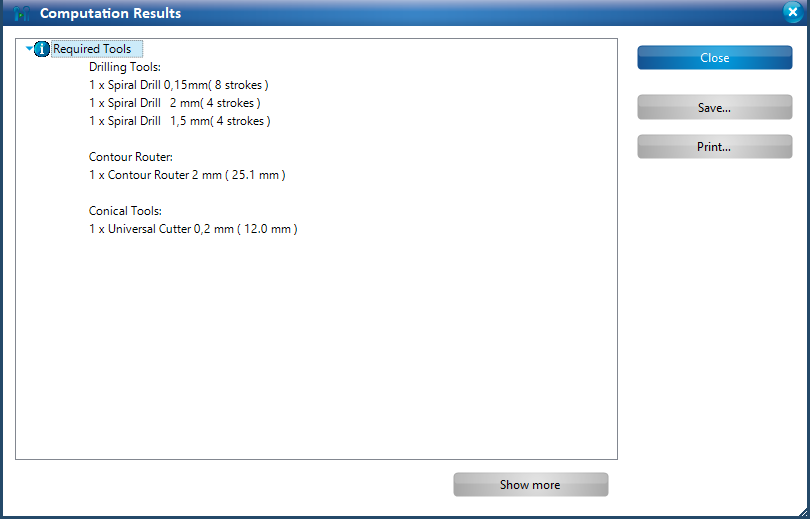 Computation Results
Required Tools
Drilling Tools:
1 x Spiral Drill 0,15mm( 8 strokes )
1 x Spiral Drill   2 mm( 4 strokes )
1 x Spiral Drill   1,5 mm( 4 strokes )
Contour Router:
1 x Contour Router 2 mm ( 25.1 mm )
Conical Tools:
1 x Universal Cutter 0,2 mm ( 12.0 mm )
Close
Save...
Print...
Show more